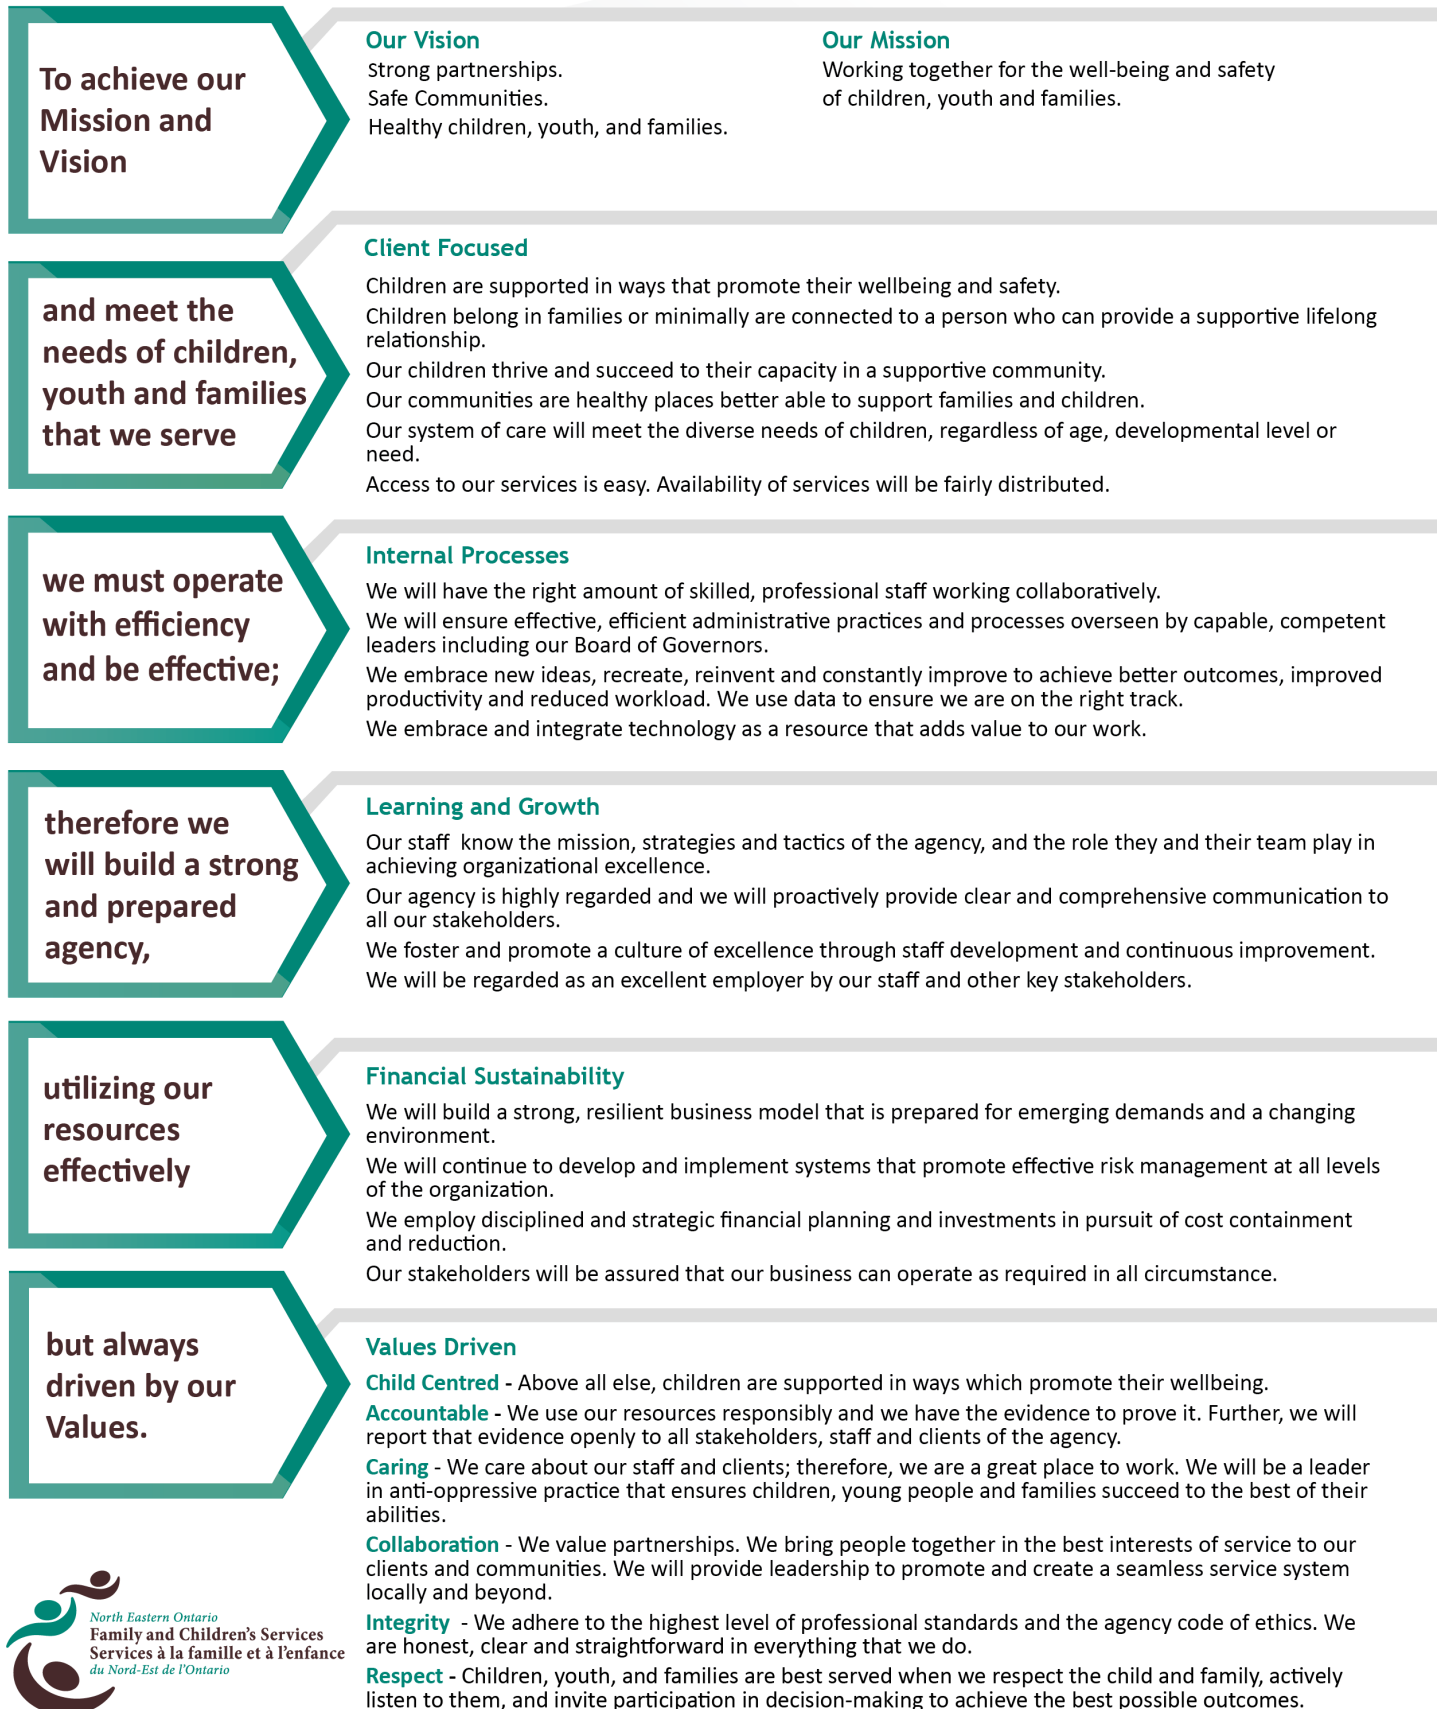 To achieve our
Mission and
Vision
Our Vision
Strong partnerships.
Safe Communities.
Healthy children, youth, and families.
Our Mission
Working together for the well-being and safety
of children, youth and families.
and meet the
needs of children,
youth and families
that we serve
Client Focused
Children are supported in ways that promote their wellbeing and safety.
Children belong in families or minimally are connected to a person who can provide a supportive lifelong
relationship.
Our children thrive and succeed to their capacity in a supportive community.
Our communities are healthy places better able to support families and children.
Our system of care will meet the diverse needs of children, regardless of age, developmental level or
need.
Access to our services is easy. Availability of services will be fairly distributed.
we must operate
with efficiency
and be effective;
Internal Processes
We will have the right amount of skilled, professional staff working collaboratively.
We will ensure effective, efficient administrative practices and processes overseen by capable, competent
leaders including our Board of Governors.
We embrace new ideas, recreate, reinvent and constantly improve to achieve better outcomes, improved
productivity and reduced workload. We use data to ensure we are on the right track.
We embrace and integrate technology as a resource that adds value to our work.
therefore we
will build a strong
and prepared
agency,
Learning and Growth
Our staff know the mission, strategies and tactics of the agency, and the role they and their team play in
achieving organizational excellence.
Our agency is highly regarded and we will proactively provide clear and comprehensive communication to
all our stakeholders.
We foster and promote a culture of excellence through staff development and continuous improvement.
We will be regarded as an excellent employer by our staff and other key stakeholders.
utilizing our
resources
effectively
Financial Sustainability
We will build a strong, resilient business model that is prepared for emerging demands and a changing
environment.
We will continue to develop and implement systems that promote effective risk management at all levels
of the organization.
We employ disciplined and strategic financial planning and investments in pursuit of cost containment
and reduction.
Our stakeholders will be assured that our business can operate as required in all circumstance.
but always
driven by our
Values.
Values Driven
Child Centred - Above all else, children are supported in ways which promote their wellbeing.
Accountable - We use our resources responsibly and we have the evidence to prove it. Further, we will
report that evidence openly to all stakeholders, staff and clients of the agency.
Caring - We care about our staff and clients; therefore, we are a great place to work. We will be a leader
in anti-oppressive practice that ensures children, young people and families succeed to the best of their
abilities.
Collaboration - We value partnerships. We bring people together in the best interests of service to our
clients and communities. We will provide leadership to promote and create a seamless service system
locally and beyond.
Integrity - We adhere to the highest level of professional standards and the agency code of ethics. We
are honest, clear and straightforward in everything that we do.
Respect - Children, youth, and families are best served when we respect the child and family, actively
listen to them, and invite participation in decision-making to achieve the best possible outcomes.
North Eastern Ontario
Family and Children's Services
Services à la famille et à l'enfance
du Nord-Est de l'Ontario